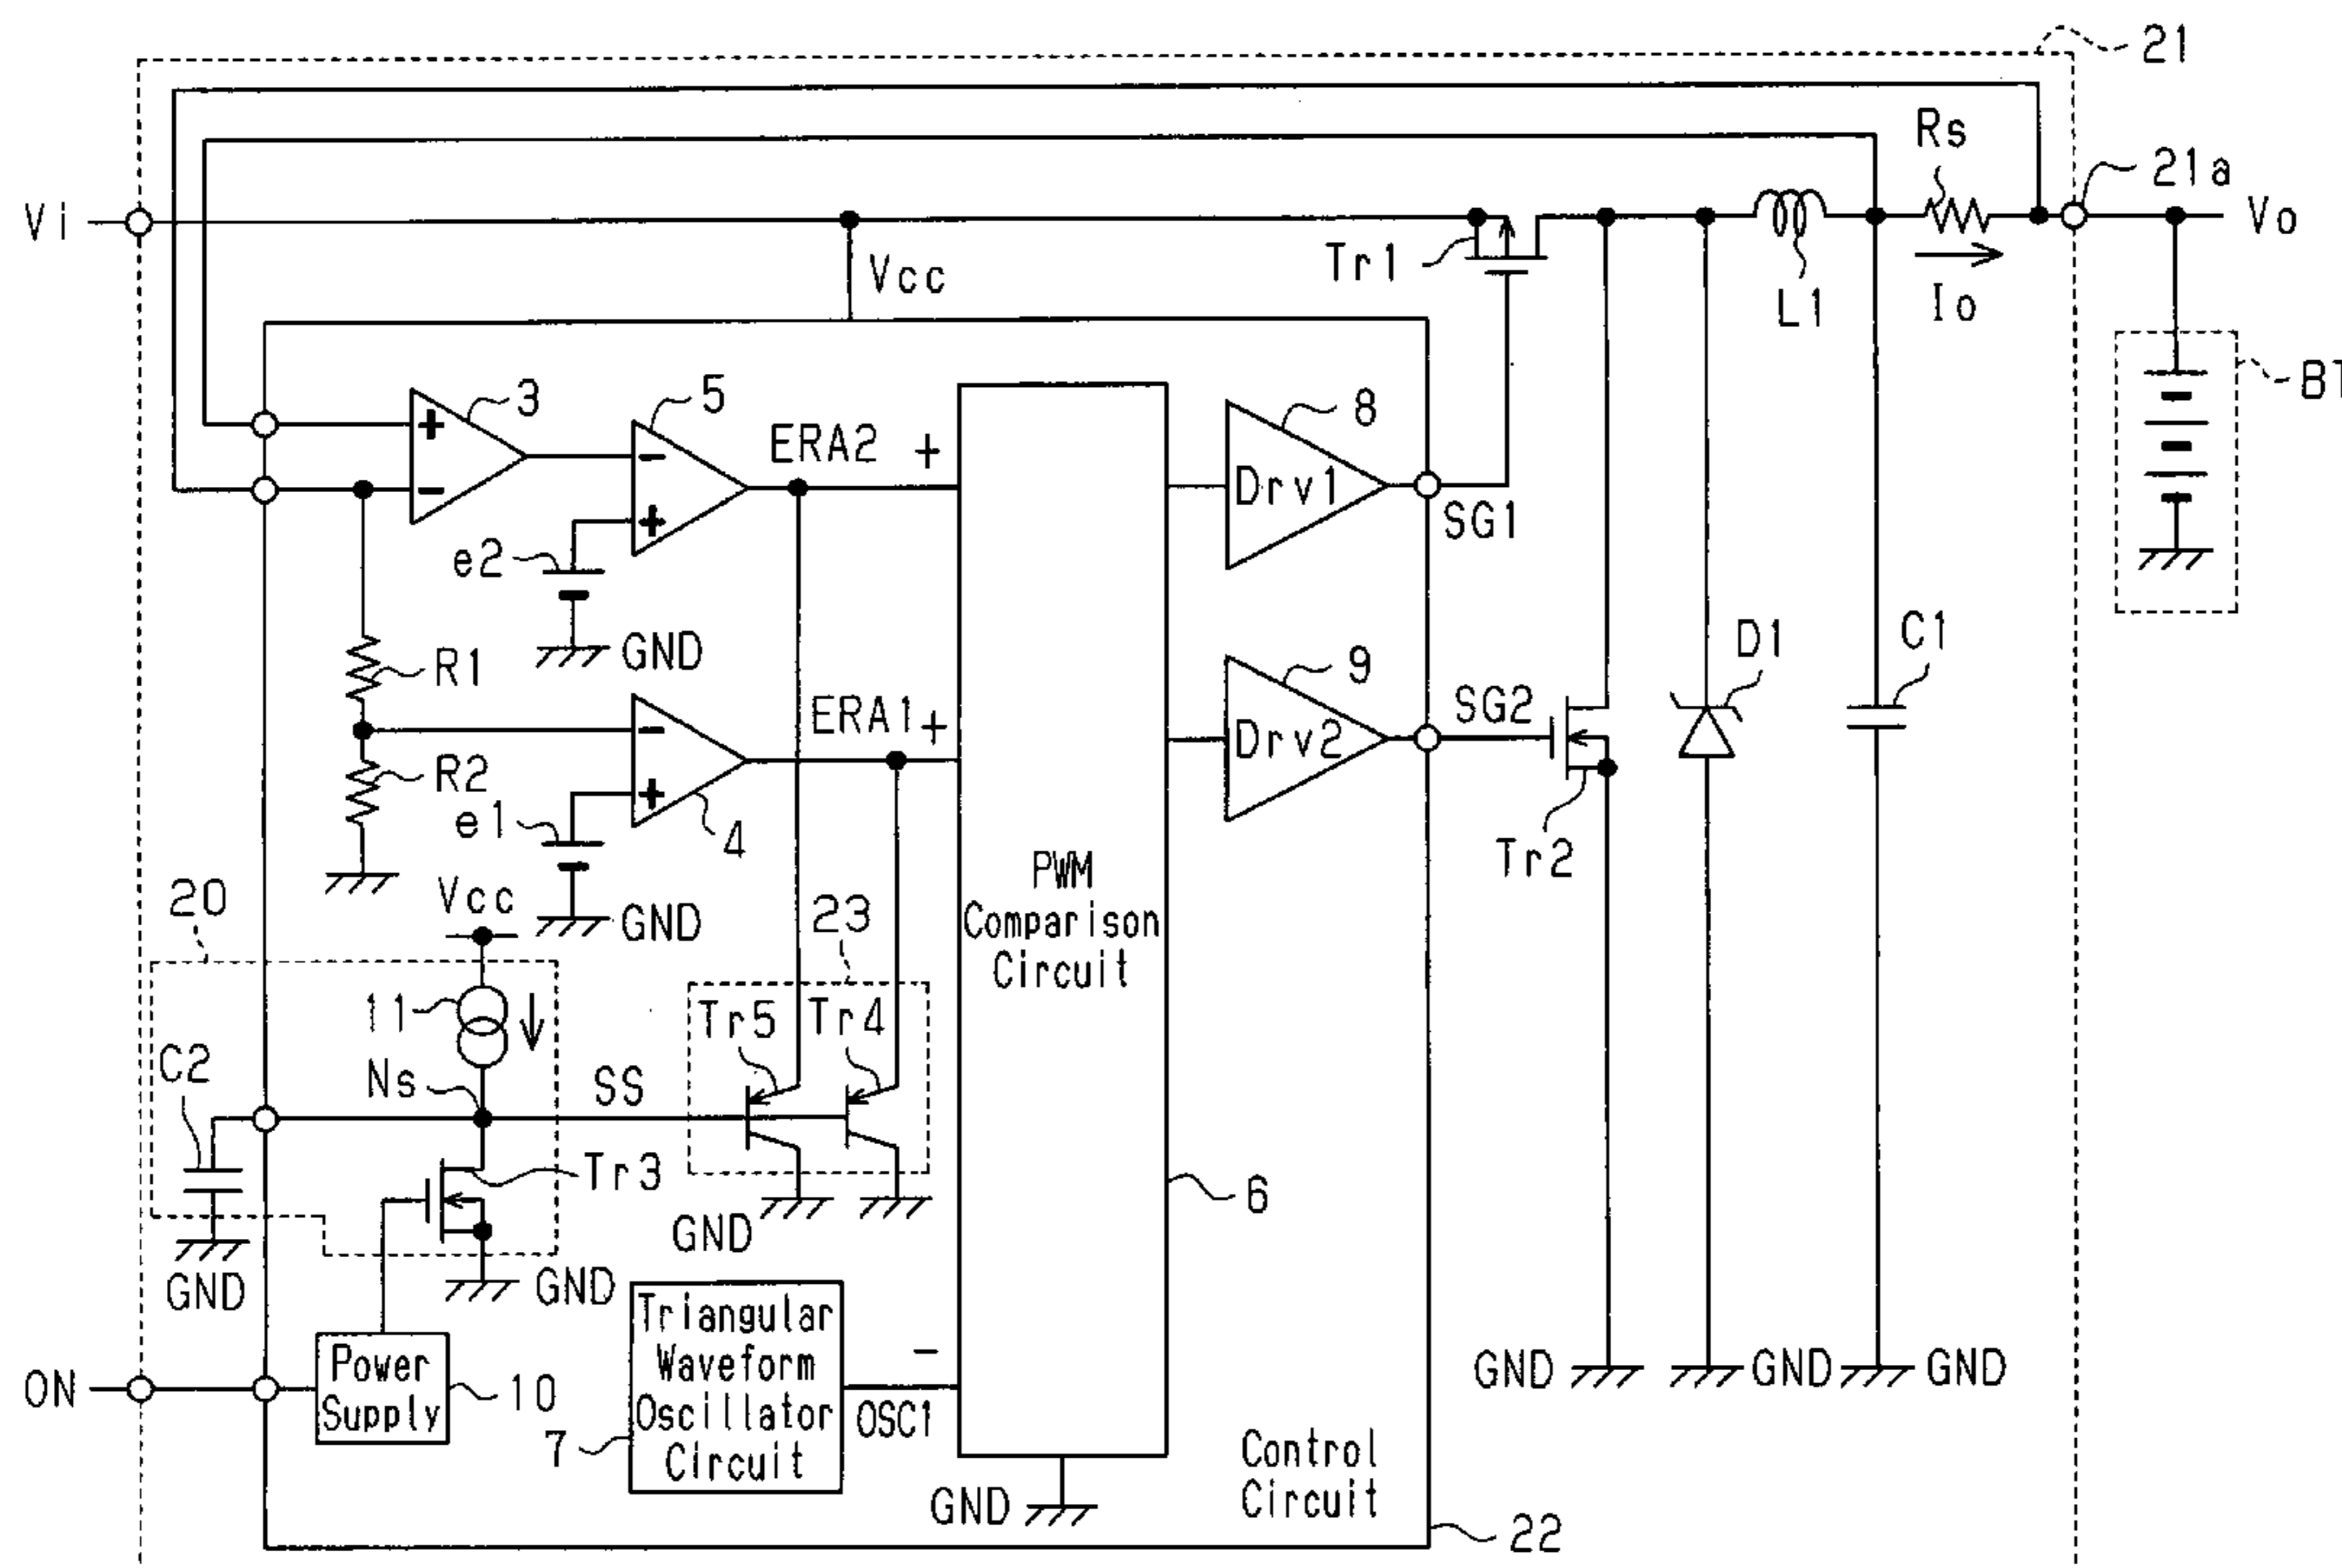 21
Rs
21a
Vi
Vo
Tr1
Vcc
L1
Io
3
5
8
ERA2
+
+
-
-
+
Drv1
SG1
e2
GND
R1
9
D1
C1
ERA1
+
-
SG2
Drv2
R2
+
e1
4
Tr2
20
Vcc
GND
23
PWM
Comparison
Circuit
11
Tr5
Tr4
C2
Ns
SS
Tr3
6
GND
GND
GND
Triangular
Waveform
Oscillator
Circuit
-
ON
Power
Supply
10
7
OSC1
GND
GND
GND
Control
Circuit
GND
22